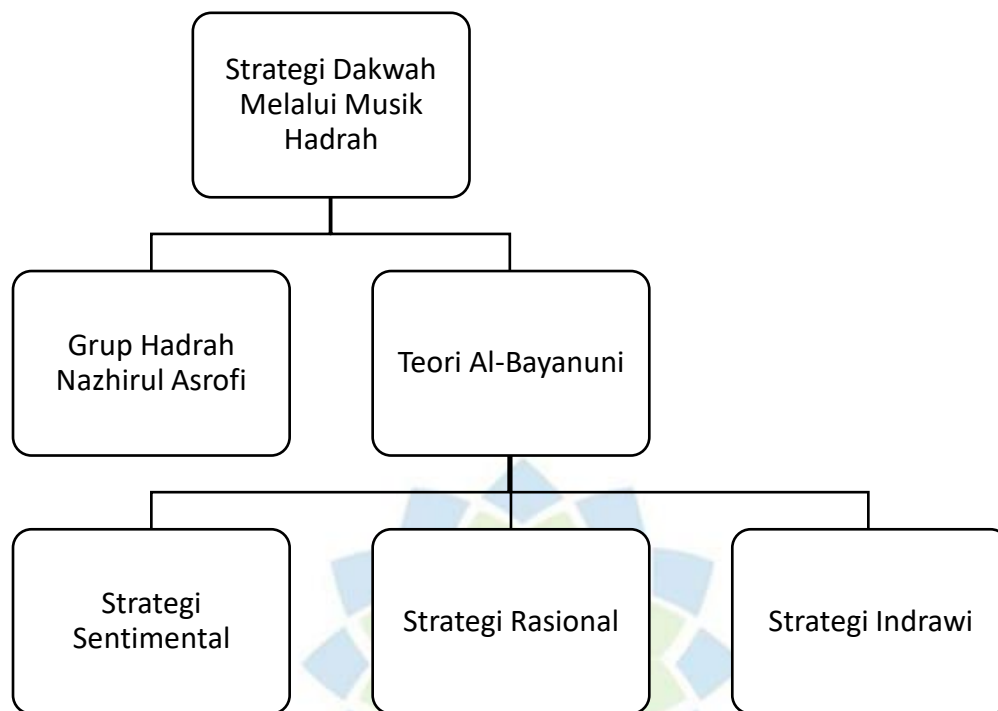 Strategi Dakwah
Melalui Musik
Hadrah
Grup Hadrah
Nazhirul Asrofi
Teori Al-Bayanuni
Strategi
Sentimental
Strategi Rasional
Strategi Indrawi